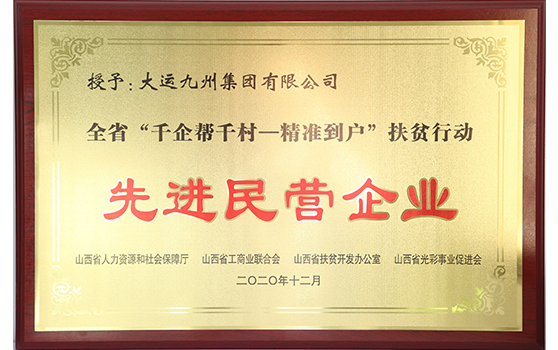 授予：大运九州集团有限公司
全省“千企帮千村—精准到户”扶贫行动
先进民营企业
山西省人力资源和社会保障厅 山西省工商业联合会 山西省扶贫开发办公室 山西省光彩事业促进会
二〇二〇年十二月